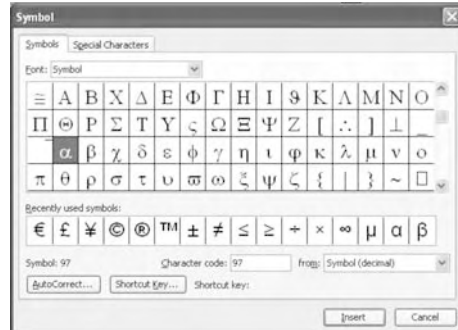 Symbol
Symbols Special Characters
Font: Symbol
≅ Α Β Χ Δ Ε Φ Γ Η Ι ϑ Κ Λ Μ Ν Ο
Π Θ Ρ Σ Τ Υ ς Ω Ξ Ψ Ζ [ ∴ ] ⊥ _
α β χ δ ε ϕ γ η ι φ κ λ μ ν ο
π θ ρ σ τ υ ϖ ω ξ ψ ζ { | } ~ □
Recently used symbols:
€ £ ¥ © ® ™ ± ≠ ≤ ≥ ÷ × ∞ µ α β
Symbol: 97 Character code: 97 from: Symbol (decimal)
AutoCorrect... Shortcut Key... Shortcut key:
Insert Cancel